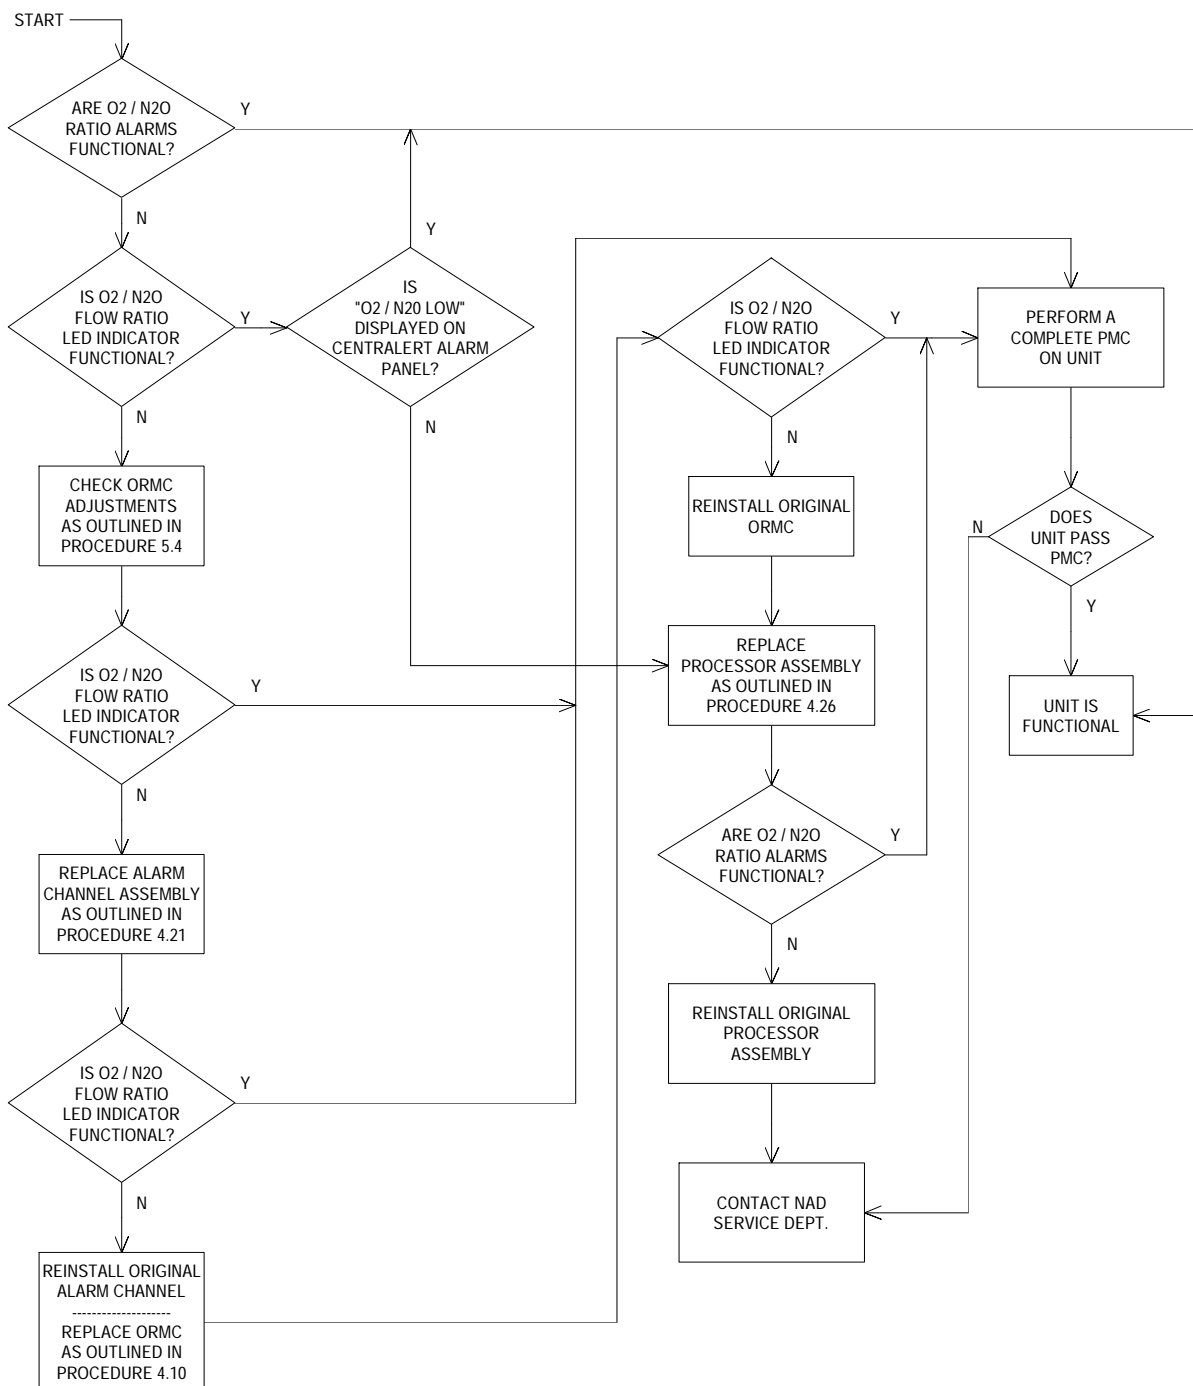 START
ARE O2 / N2O
RATIO ALARMS
FUNCTIONAL?
Y
N
IS O2 / N2O
FLOW RATIO
LED INDICATOR
FUNCTIONAL?
Y
N
IS
"O2 / N20 LOW"
DISPLAYED ON
CENTRALERT ALARM
PANEL?
Y
N
CHECK ORMC
ADJUSTMENTS
AS OUTLINED IN
PROCEDURE 5.4
IS O2 / N2O
FLOW RATIO
LED INDICATOR
FUNCTIONAL?
Y
N
REPLACE ALARM
CHANNEL ASSEMBLY
AS OUTLINED IN
PROCEDURE 4.21
IS O2 / N2O
FLOW RATIO
LED INDICATOR
FUNCTIONAL?
Y
N
REINSTALL ORIGINAL
ALARM CHANNEL
--------------------
REPLACE ORMC
AS OUTLINED IN
PROCEDURE 4.10
IS O2 / N2O
FLOW RATIO
LED INDICATOR
FUNCTIONAL?
Y
N
REINSTALL ORIGINAL
ORMC
REPLACE
PROCESSOR ASSEMBLY
AS OUTLINED IN
PROCEDURE 4.26
ARE O2 / N2O
RATIO ALARMS
FUNCTIONAL?
Y
N
REINSTALL ORIGINAL
PROCESSOR
ASSEMBLY
CONTACT NAD
SERVICE DEPT.
PERFORM A
COMPLETE PMC
ON UNIT
DOES
UNIT PASS
PMC?
N
Y
UNIT IS
FUNCTIONAL